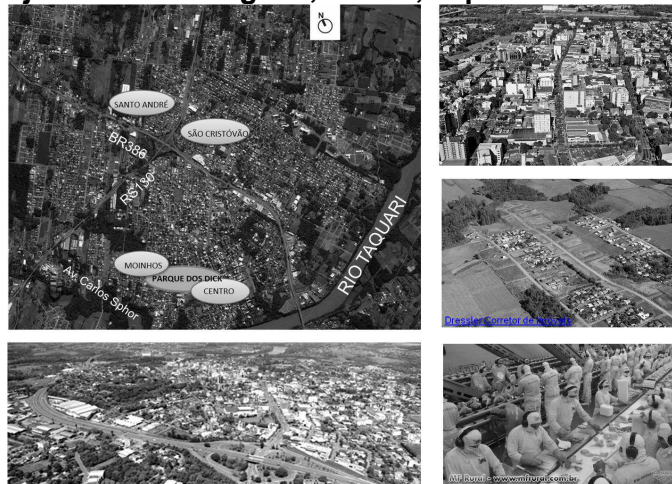 N
SANTO ANDRÉ
SÃO CRISTÓVÃO
BR386
RS130
MOINHOS
PARQUE DOS DICK
CENTRO
Av. Carlos Sphor
RIO TAQUARI
Dressler Corretor de Imóveis
MF Rural - www.mfrural.com.br